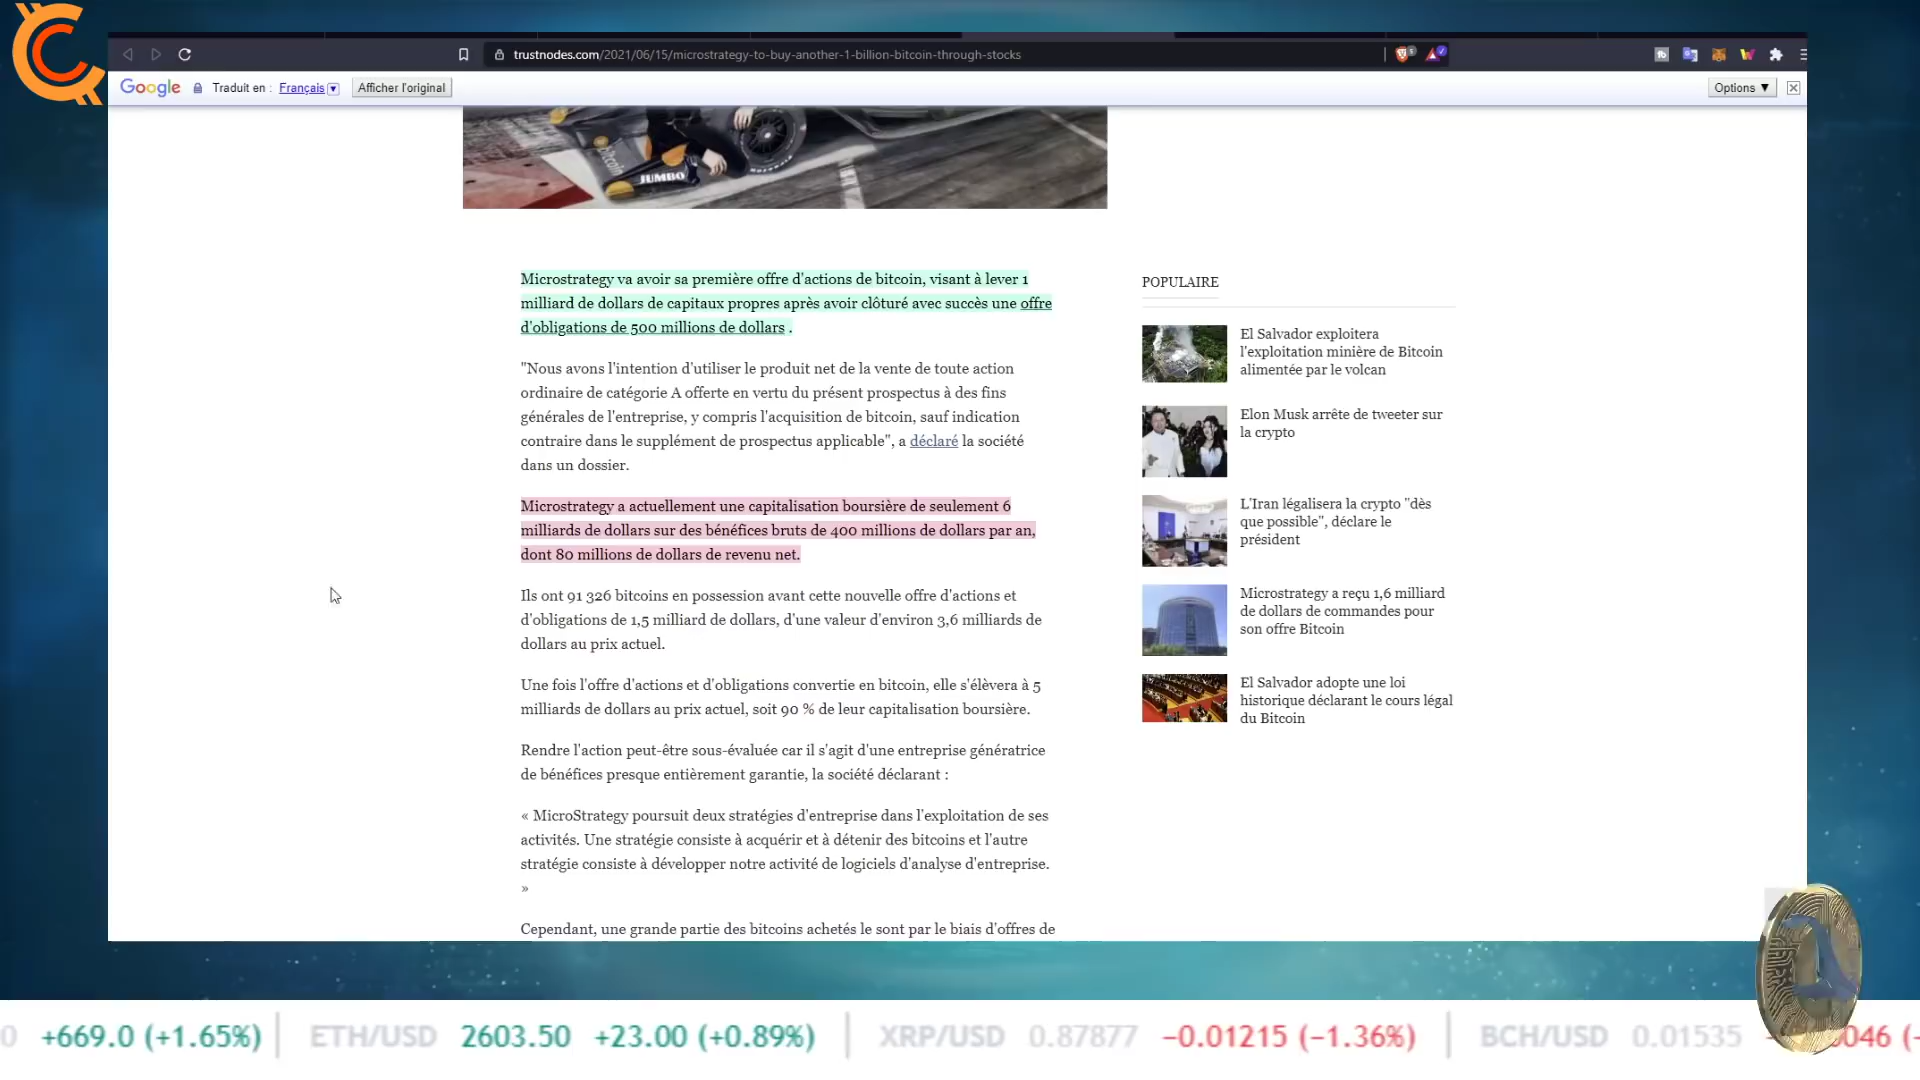 trustnodes.com/2021/06/15/microstrategy-to-buy-another-1-billion-bitcoin-through-stocks
Google Traduit en : Français Afficher l'original Options ▼
bitcoin
JUMBO
Microstrategy va avoir sa première offre d'actions de bitcoin, visant à lever 1
milliard de dollars de capitaux propres après avoir clôturé avec succès une offre
d'obligations de 500 millions de dollars .
"Nous avons l'intention d'utiliser le produit net de la vente de toute action
ordinaire de catégorie A offerte en vertu du présent prospectus à des fins
générales de l'entreprise, y compris l'acquisition de bitcoin, sauf indication
contraire dans le supplément de prospectus applicable", a déclaré la société
dans un dossier.
Microstrategy a actuellement une capitalisation boursière de seulement 6
milliards de dollars sur des bénéfices bruts de 400 millions de dollars par an,
dont 80 millions de dollars de revenu net.
Ils ont 91 326 bitcoins en possession avant cette nouvelle offre d'actions et
d'obligations de 1,5 milliard de dollars, d'une valeur d'environ 3,6 milliards de
dollars au prix actuel.
Une fois l'offre d'actions et d'obligations convertie en bitcoin, elle s'élèvera à 5
milliards de dollars au prix actuel, soit 90 % de leur capitalisation boursière.
Rendre l'action peut-être sous-évaluée car il s'agit d'une entreprise génératrice
de bénéfices presque entièrement garantie, la société déclarant :
« MicroStrategy poursuit deux stratégies d'entreprise dans l'exploitation de ses
activités. Une stratégie consiste à acquérir et à détenir des bitcoins et l'autre
stratégie consiste à développer notre activité de logiciels d'analyse d'entreprise.
»
Cependant, une grande partie des bitcoins achetés le sont par le biais d'offres de
POPULAIRE
El Salvador exploitera
l'exploitation minière de Bitcoin
alimentée par le volcan
Elon Musk arrête de tweeter sur
la crypto
L'Iran légalisera la crypto "dès
que possible", déclare le
président
Microstrategy a reçu 1,6 milliard
de dollars de commandes pour
son offre Bitcoin
El Salvador adopte une loi
historique déclarant le cours légal
du Bitcoin
0 +669.0 (+1.65%) ETH/USD 2603.50 +23.00 (+0.89%) XRP/USD 0.87877 −0.01215 (−1.36%) BCH/USD 0.01535